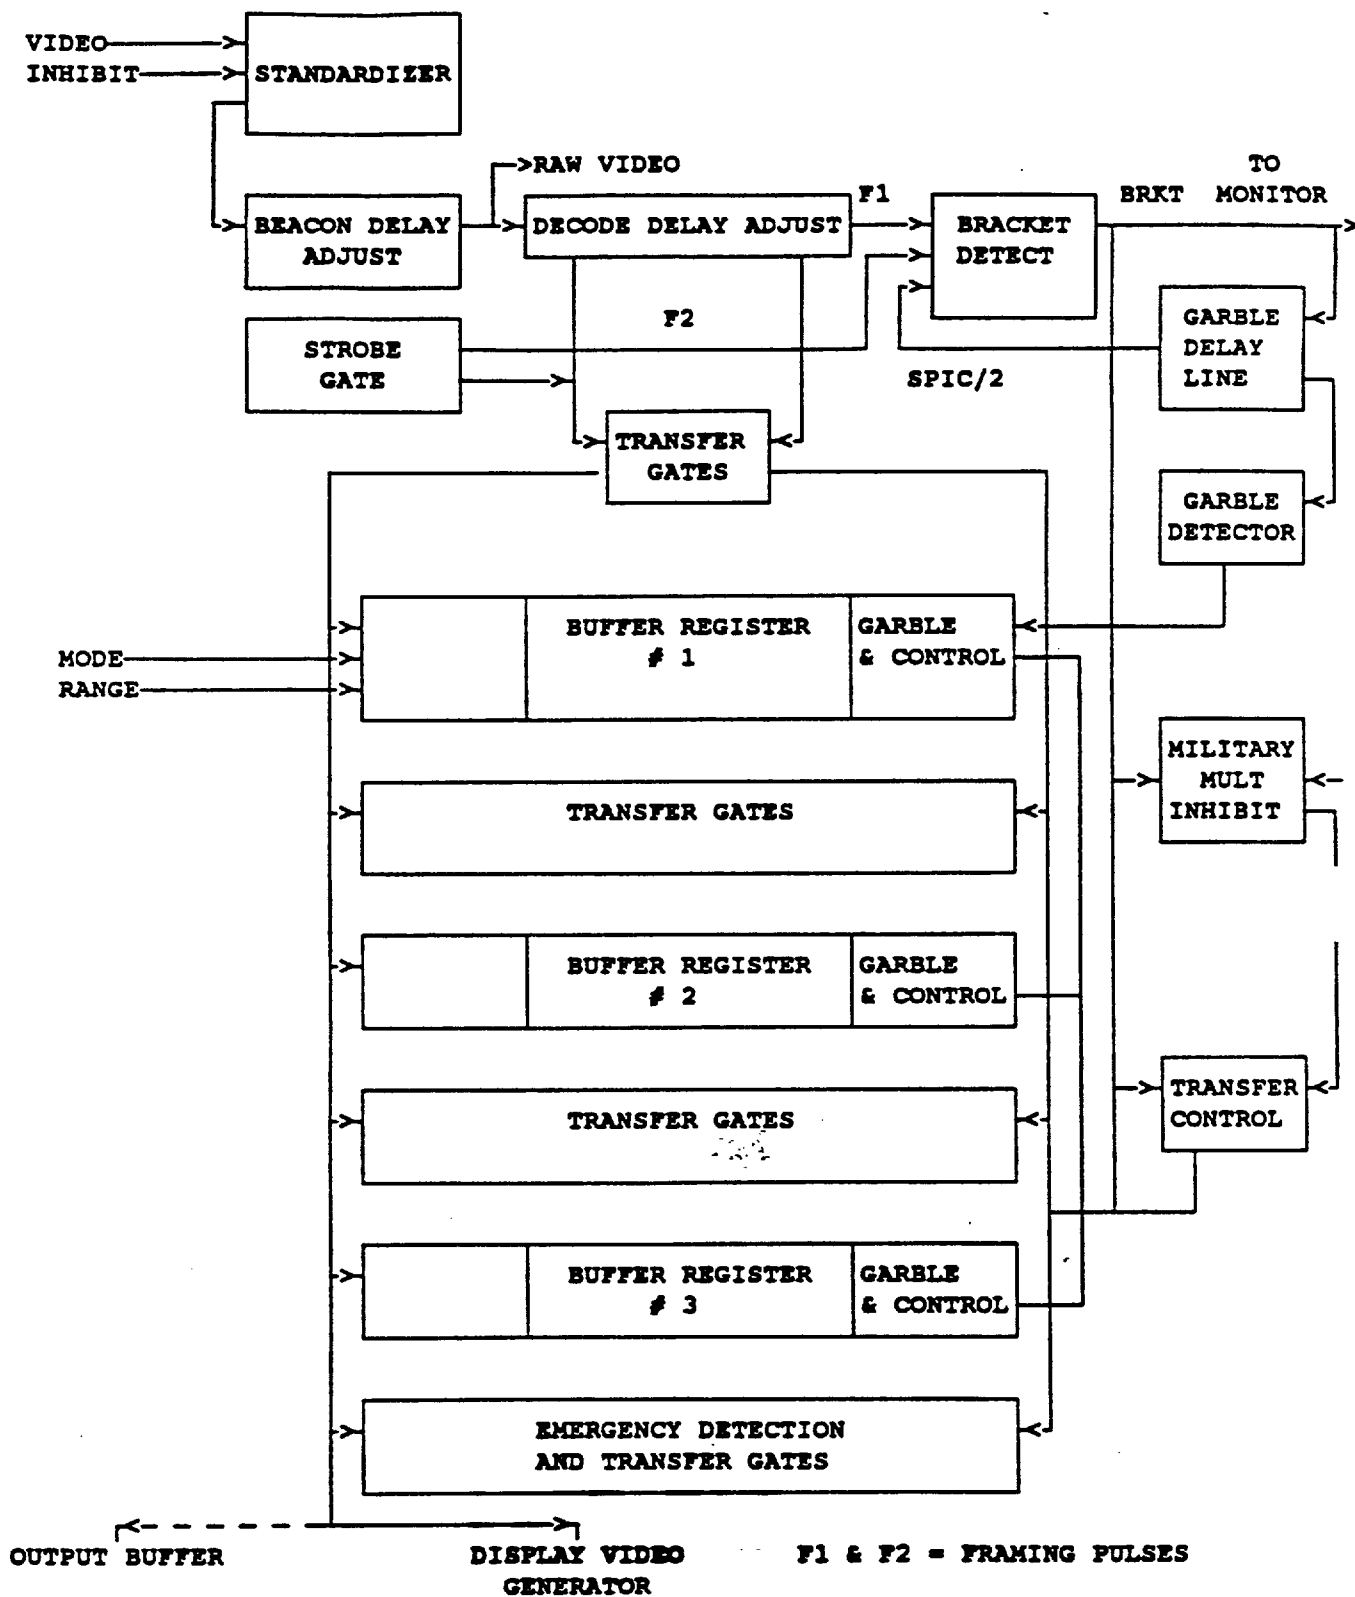 VIDEO
INHIBIT
STANDARDIZER
RAW VIDEO
F1
TO
BRKT MONITOR
BEACON DELAY
ADJUST
DECODE DELAY ADJUST
BRACKET
DETECT
F2
STROBE
GATE
SPIC/2
GARBLE
DELAY
LINE
TRANSFER
GATES
GARBLE
DETECTOR
MODE
RANGE
BUFFER REGISTER
# 1
GARBLE
& CONTROL
MILITARY
MULT
INHIBIT
TRANSFER GATES
BUFFER REGISTER
# 2
GARBLE
& CONTROL
TRANSFER
CONTROL
TRANSFER GATES
BUFFER REGISTER
# 3
GARBLE
& CONTROL
EMERGENCY DETECTION
AND TRANSFER GATES
OUTPUT BUFFER
DISPLAY VIDEO
GENERATOR
F1 & F2 = FRAMING PULSES